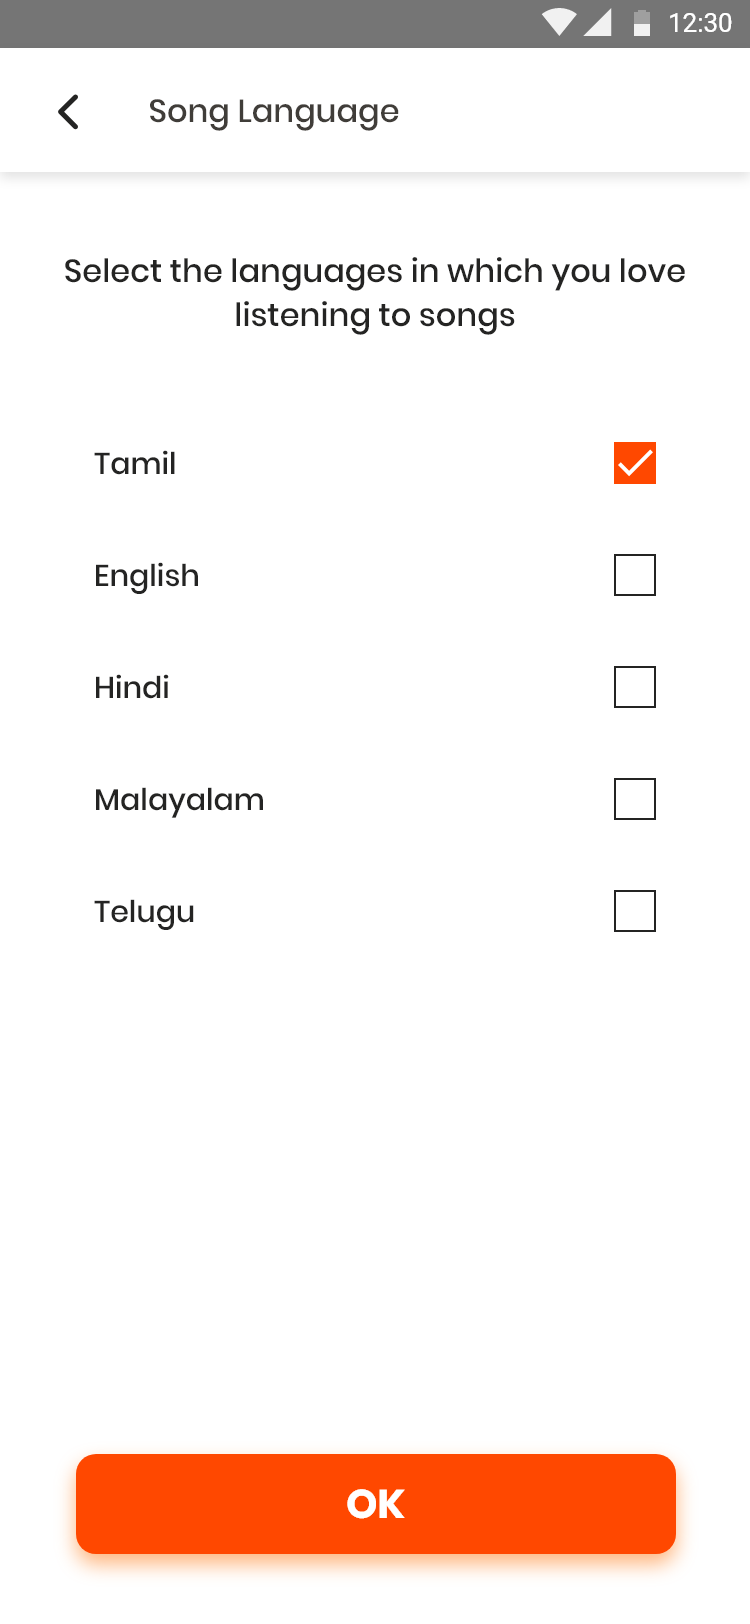 12:30
Song Language
Select the languages in which you love
listening to songs
Tamil
English
Hindi
Malayalam
Telugu
OK